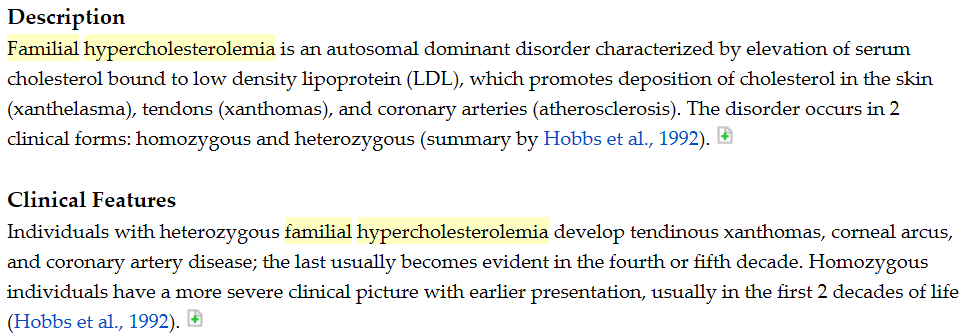 Description
Familial hypercholesterolemia is an autosomal dominant disorder characterized by elevation of serum
cholesterol bound to low density lipoprotein (LDL), which promotes deposition of cholesterol in the skin
(xanthelasma), tendons (xanthomas), and coronary arteries (atherosclerosis). The disorder occurs in 2
clinical forms: homozygous and heterozygous (summary by Hobbs et al., 1992).
Clinical Features
Individuals with heterozygous familial hypercholesterolemia develop tendinous xanthomas, corneal arcus,
and coronary artery disease; the last usually becomes evident in the fourth or fifth decade. Homozygous
individuals have a more severe clinical picture with earlier presentation, usually in the first 2 decades of life
(Hobbs et al., 1992).